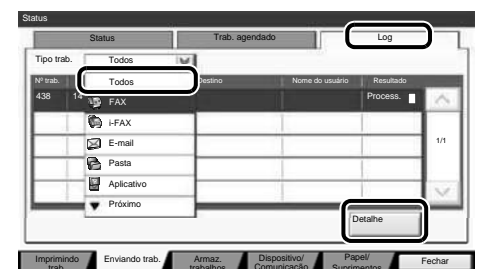 Status
Status Trab. agendado Log
Tipo trab. Todos
Nº trab. Destino Nome do usuário Resultado
Todos
438 14 FAX Process.
i-FAX
E-mail 1/1
Pasta
Aplicativo
Próximo
Detalhe
Imprimindo trab. Enviando trab. Armaz. trabalhos Dispositivo/ Comunicação Papel/ Suprimentos Fechar